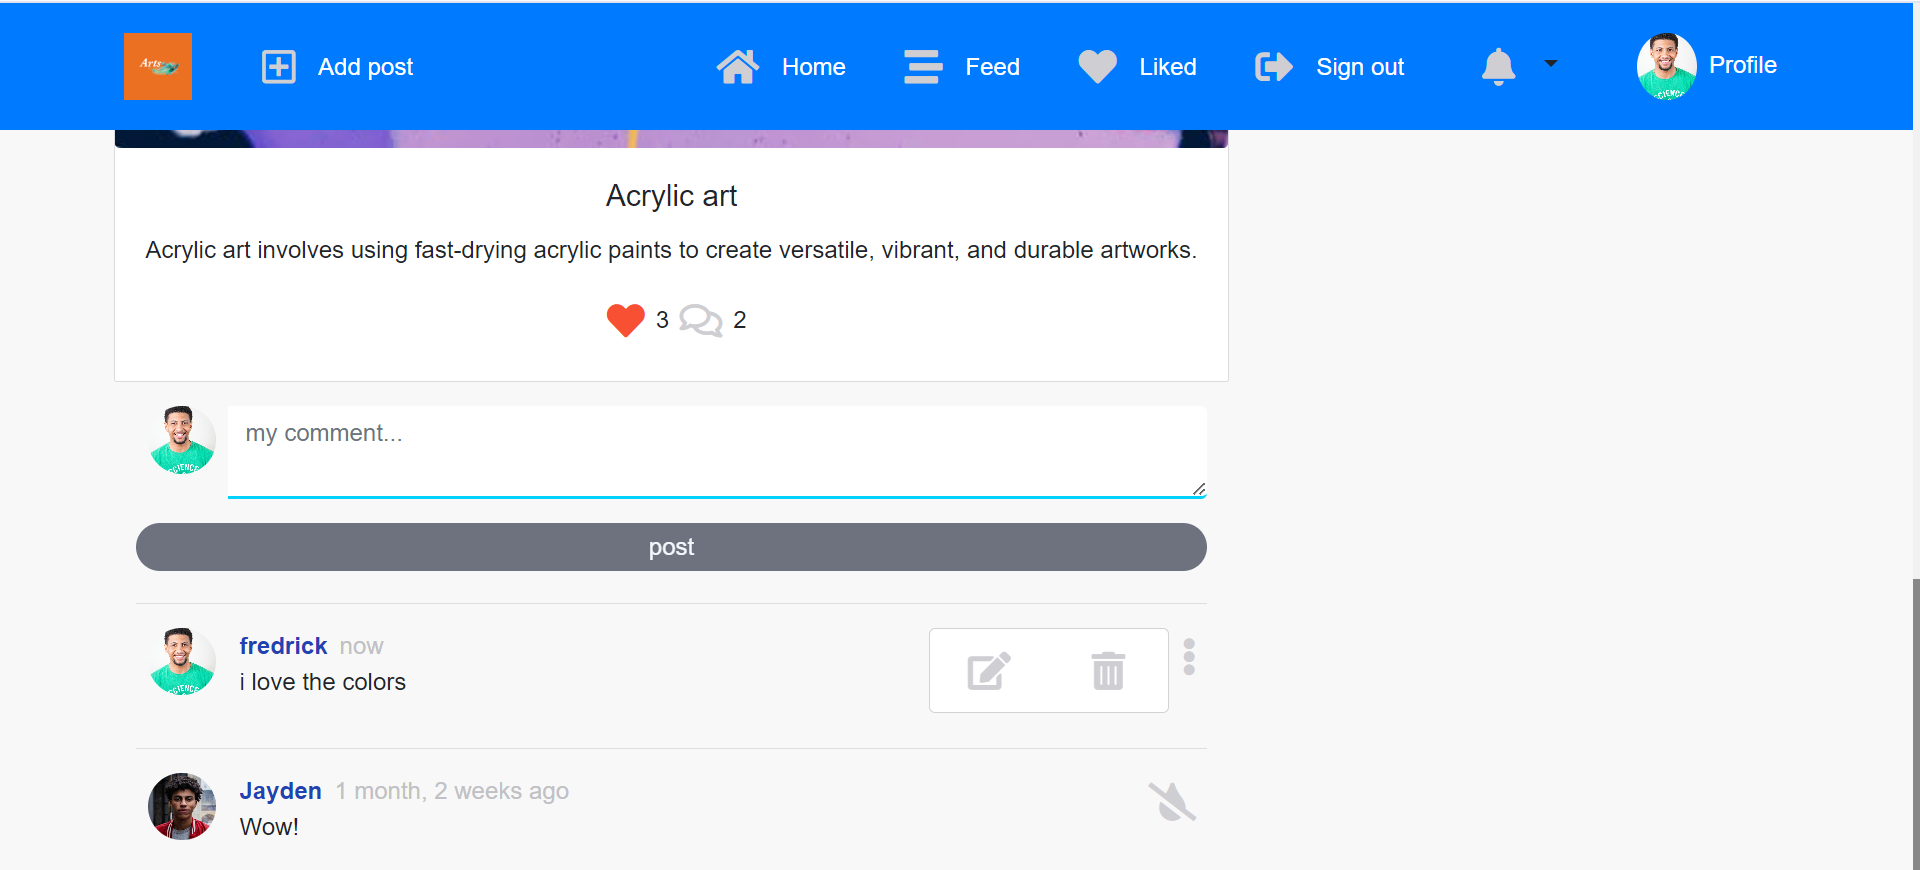 Arts
Add post
Home
Feed
Liked
Sign out
Profile
Acrylic art
Acrylic art involves using fast-drying acrylic paints to create versatile, vibrant, and durable artworks.
3
2
my comment...
post
fredrick now
i love the colors
Jayden 1 month, 2 weeks ago
Wow!